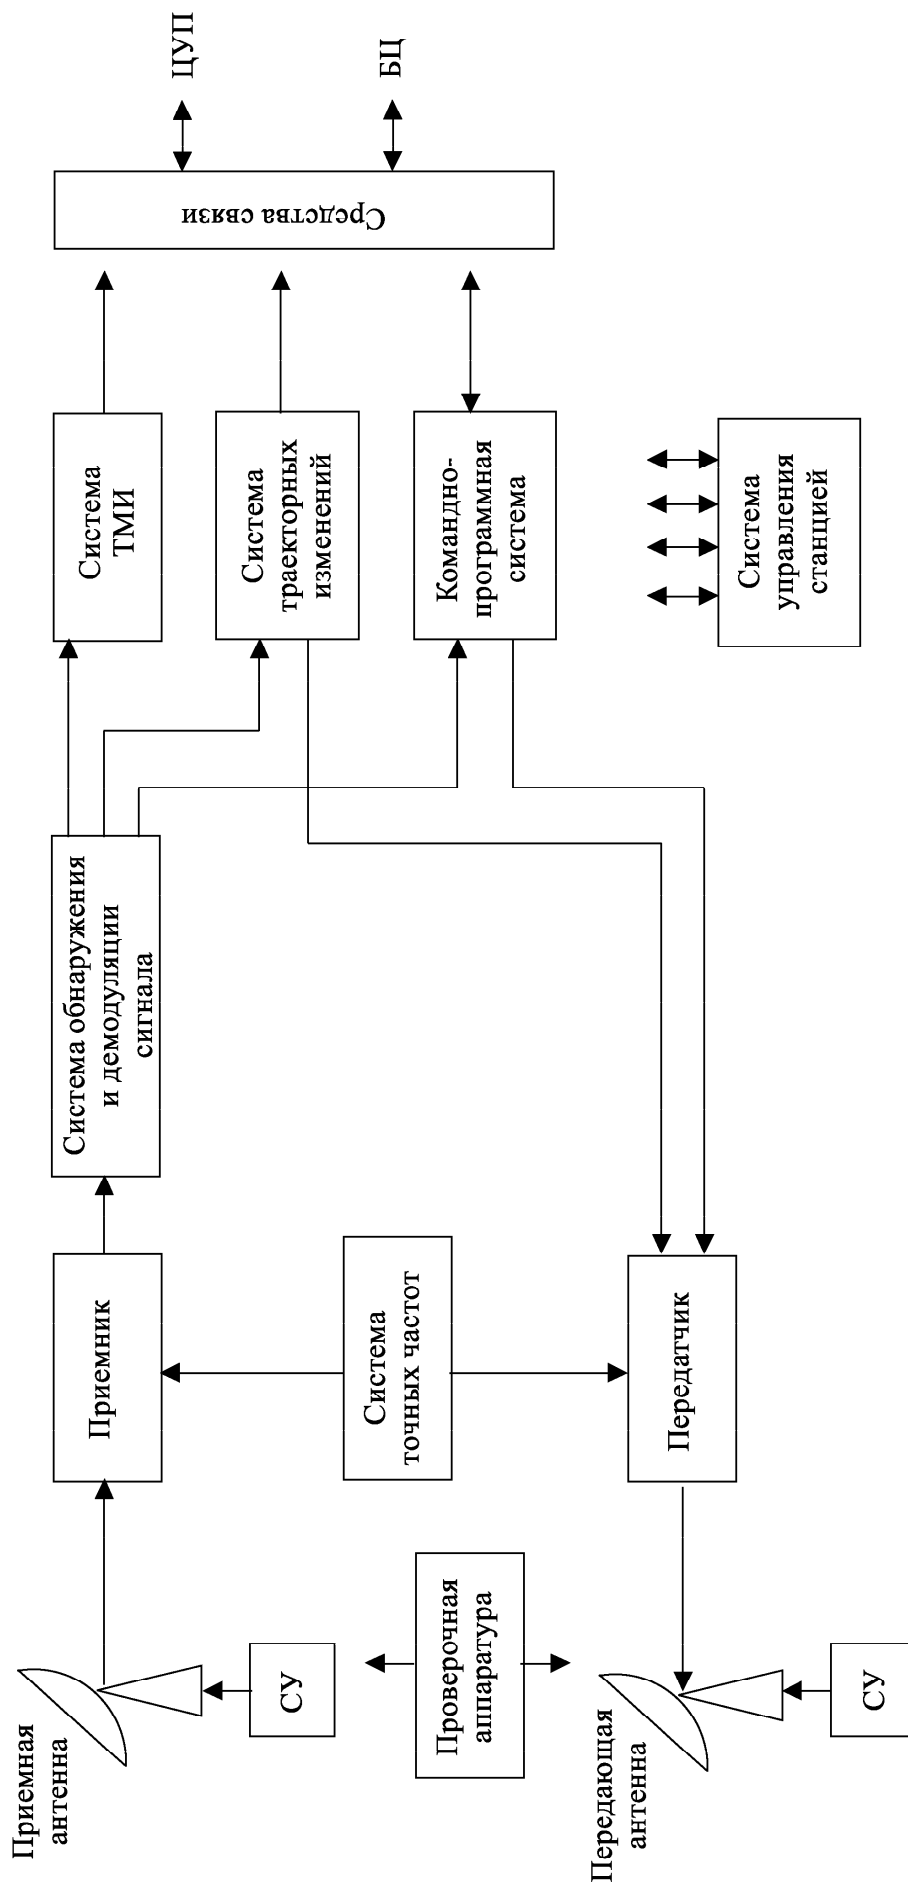 Приемная
антенна
СУ
Приемник
Система обнаружения
и демодуляции
сигнала
Система
ТМИ
Система
траекторных
изменений
Командно-
программная
система
Средства связи
ЦУП
БЦ
Система
точных частот
Проверочная
аппаратура
Передающая
антенна
СУ
Передатчик
Система
управления
станцией